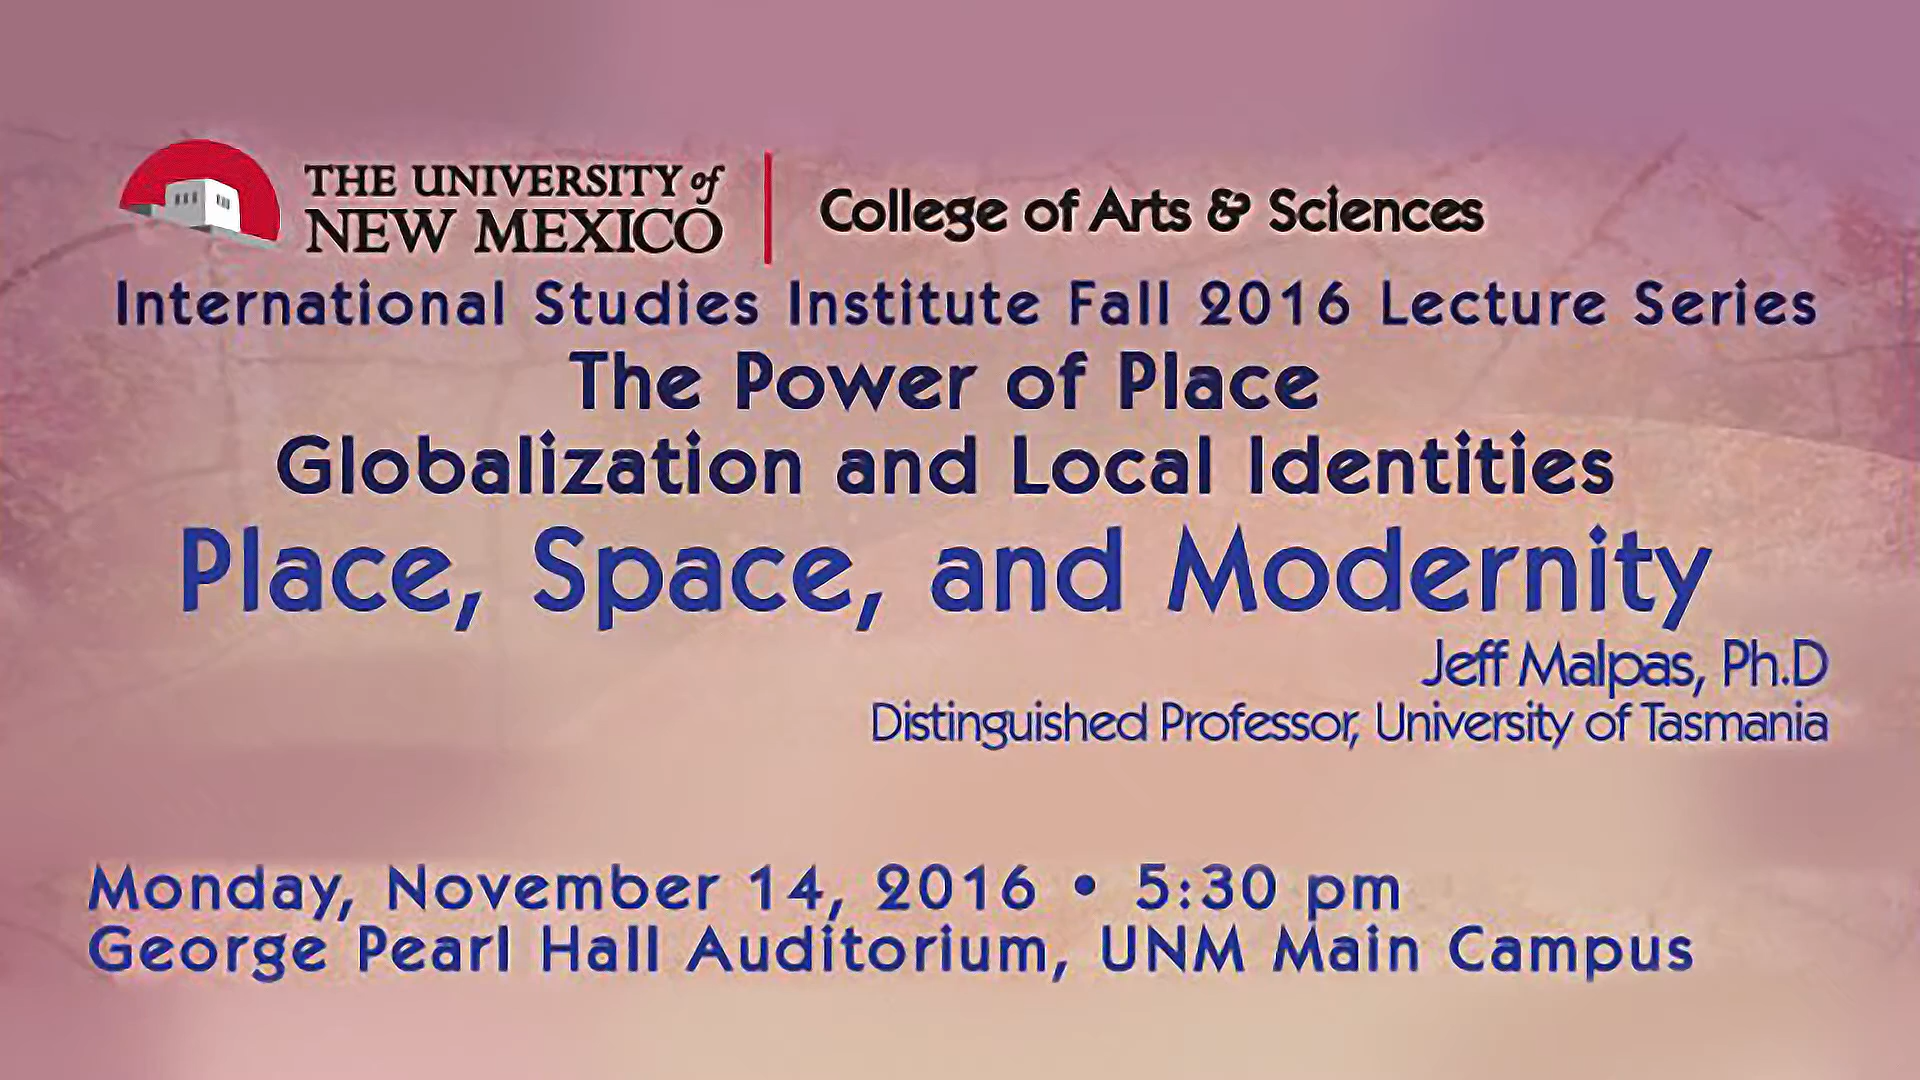 THE UNIVERSITY of
NEW MEXICO
College of Arts & Sciences
International Studies Institute Fall 2016 Lecture Series
The Power of Place
Globalization and Local Identities
Place, Space, and Modernity
Jeff Malpas, Ph.D
Distinguished Professor, University of Tasmania
Monday, November 14, 2016 • 5:30 pm
George Pearl Hall Auditorium, UNM Main Campus